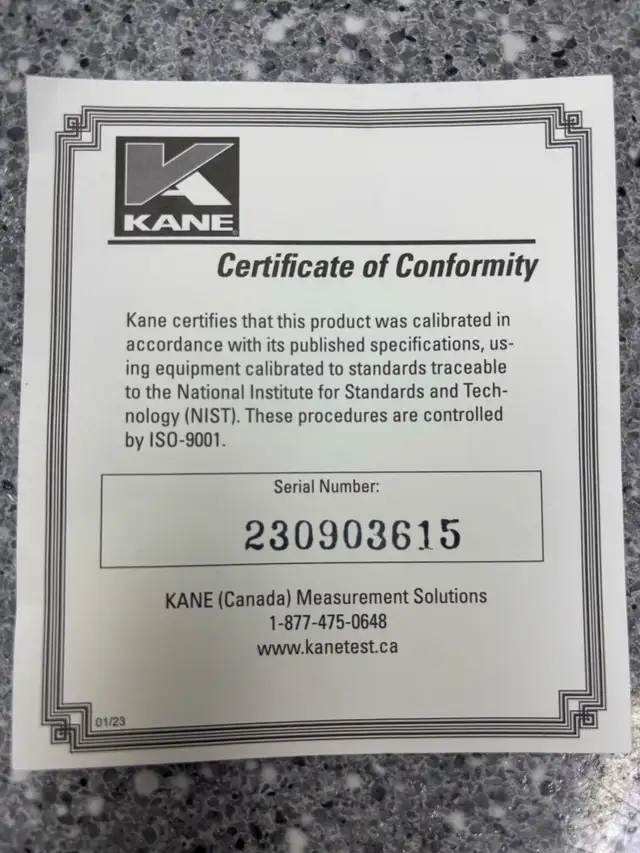 KANE
Certificate of Conformity
Kane certifies that this product was calibrated in
accordance with its published specifications, us-
ing equipment calibrated to standards traceable
to the National Institute for Standards and Tech-
nology (NIST). These procedures are controlled
by ISO-9001.
Serial Number:
230903615
KANE (Canada) Measurement Solutions
1-877-475-0648
www.kanetest.ca
01/23